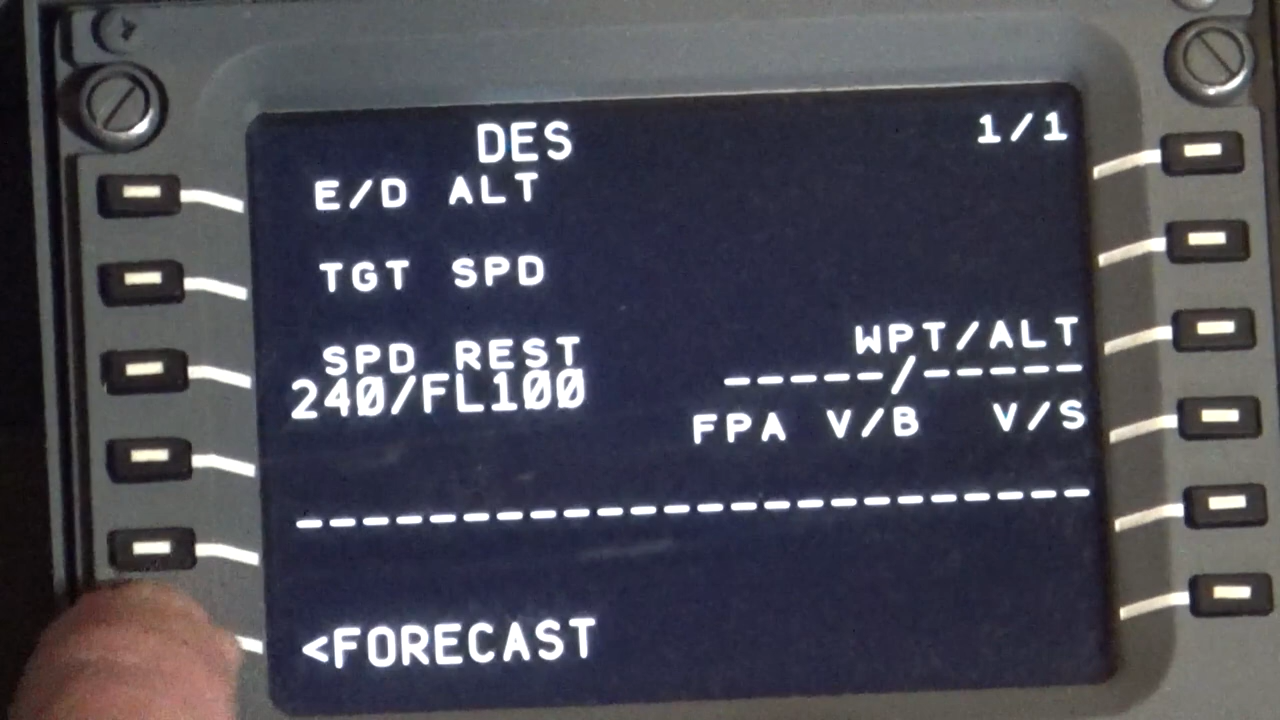 DES 1/1
E/D ALT
TGT SPD
SPD REST WPT/ALT
240/FL100 -----/-----
FPA V/B V/S
------------------------
<FORECAST